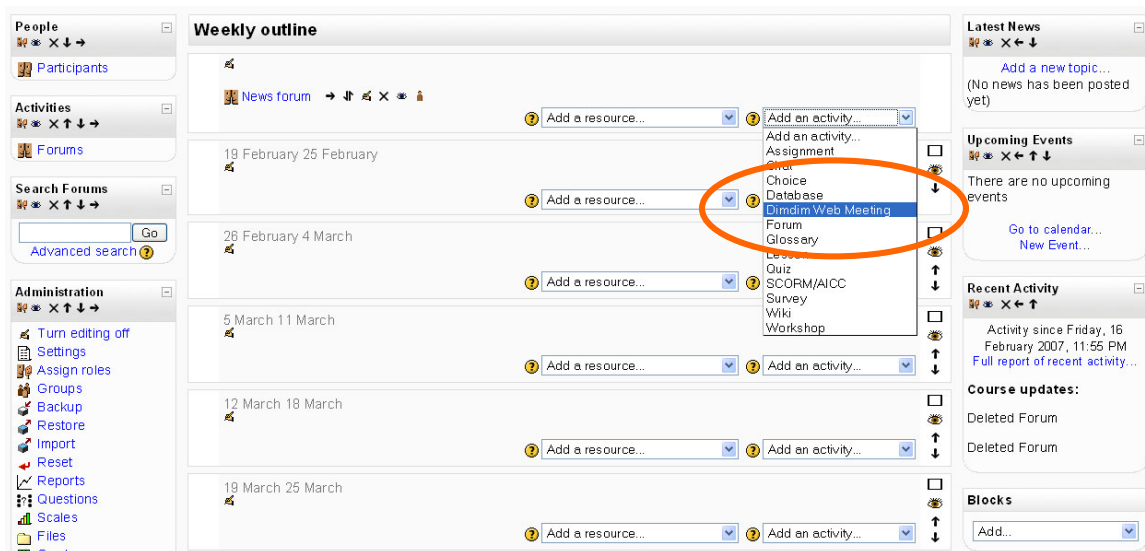 People
Participants
Activities
Forums
Search Forums
Go
Advanced search
Administration
Turn editing off
Settings
Assign roles
Groups
Backup
Restore
Import
Reset
Reports
Questions
Scales
Files
Weekly outline
News forum
Add a resource... Add an activity...
Add an activity...
Assignment
Chat
Choice
Database
Dimdim Web Meeting
Forum
Glossary
Lesson
Quiz
SCORM/AICC
Survey
Wiki
Workshop
19 February 25 February
Add a resource...
26 February 4 March
Add a resource...
5 March 11 March
Add a resource... Add an activity...
12 March 18 March
Add a resource... Add an activity...
19 March 25 March
Add a resource... Add an activity...
Latest News
Add a new topic...
(No news has been posted
yet)
Upcoming Events
There are no upcoming
events
Go to calendar...
New Event...
Recent Activity
Activity since Friday, 16
February 2007, 11:55 PM
Full report of recent activity...
Course updates:
Deleted Forum
Deleted Forum
Blocks
Add...